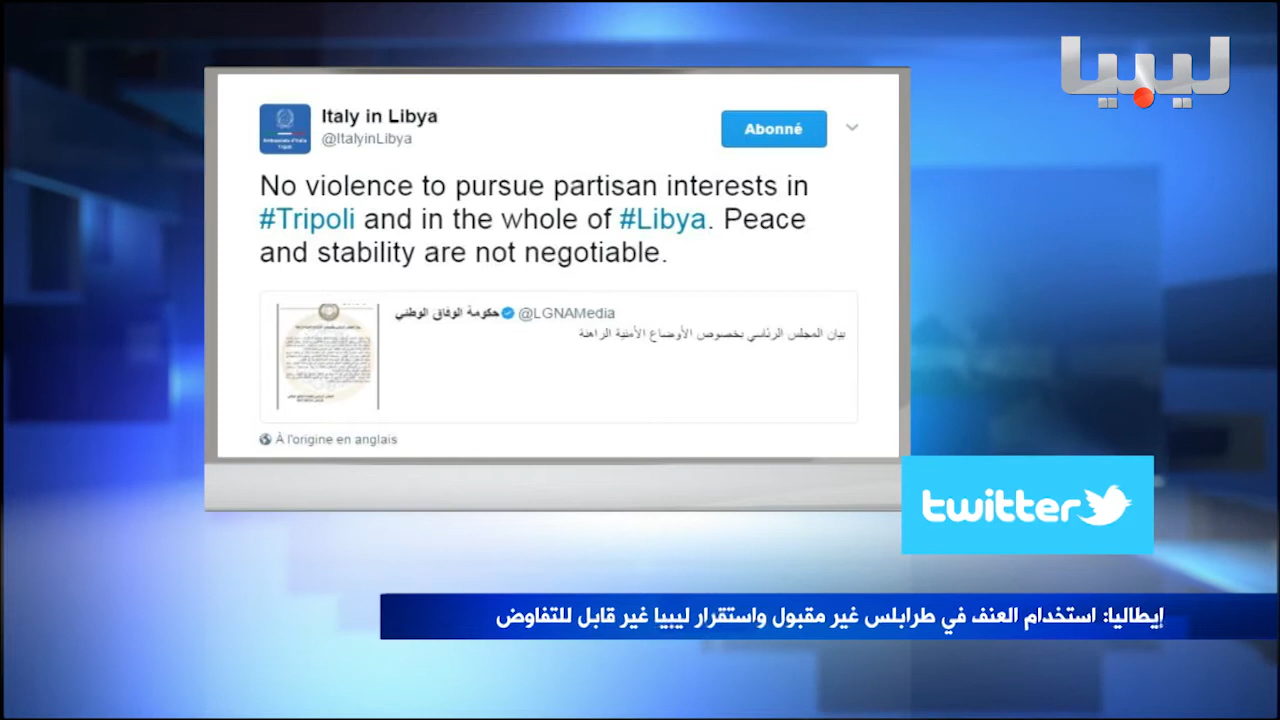 ليبيا
Italy in Libya
@ItalyinLibya
Abonné
No violence to pursue partisan interests in
#Tripoli and in the whole of #Libya. Peace
and stability are not negotiable.
حكومة الوفاق الوطني @LGNAMedia
بيان المجلس الرئاسي بخصوص الأوضاع الأمنية الراهنة
À l'origine en anglais
twitter
إيطاليا: استخدام العنف في طرابلس غير مقبول واستقرار ليبيا غير قابل للتفاوض